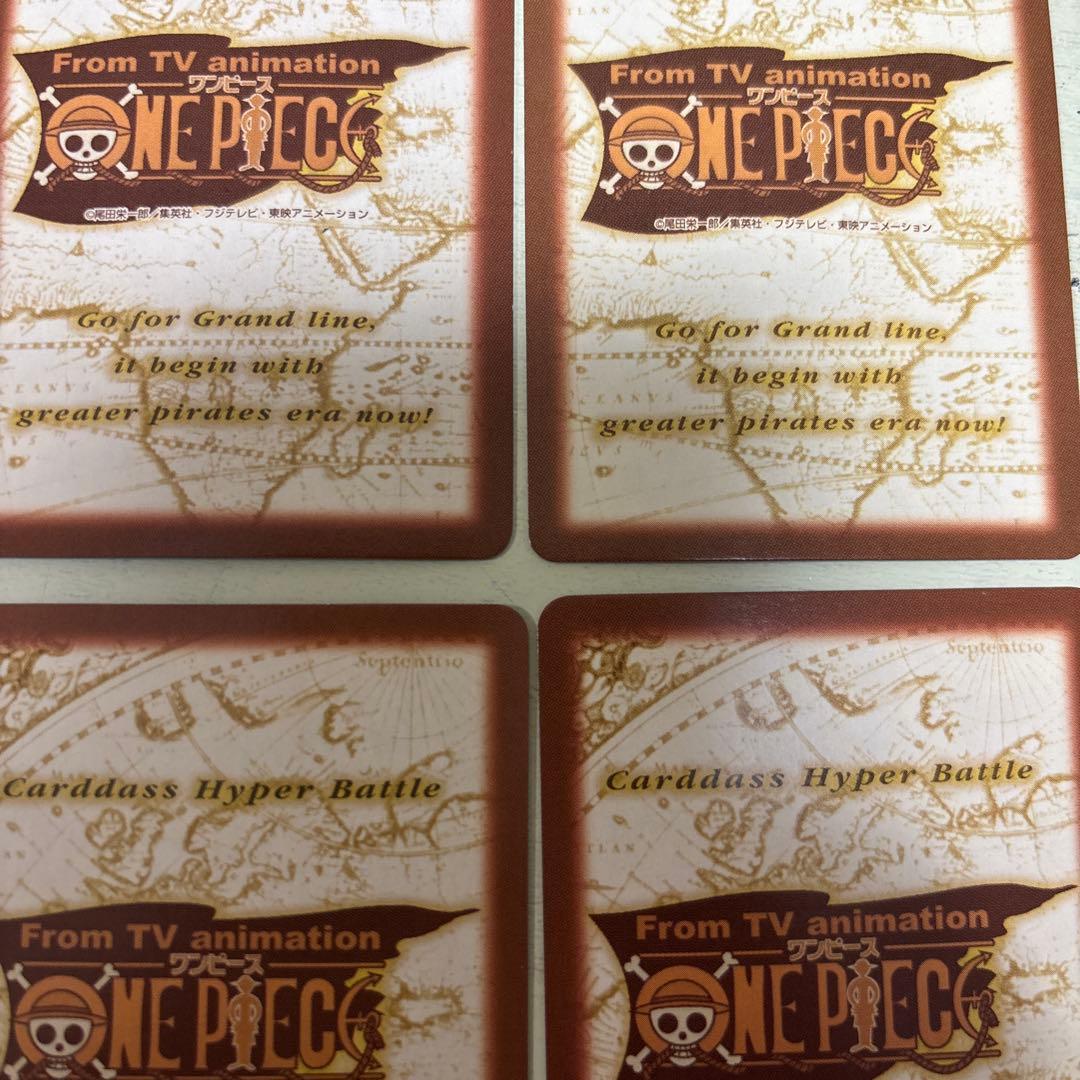 From TV animation
ワンピース
ONE PIECE
©尾田栄一郎／集英社・フジテレビ・東映アニメーション
Go for Grand line,
it begin with
greater pirates era now!
From TV animation
ワンピース
ONE PIECE
©尾田栄一郎／集英社・フジテレビ・東映アニメーション
Go for Grand line,
it begin with
greater pirates era now!
Septentrio
Carddass Hyper Battle
From TV animation
ワンピース
ONE PIECE
Septentrio
Carddass Hyper Battle
From TV animation
ワンピース
ONE PIECE